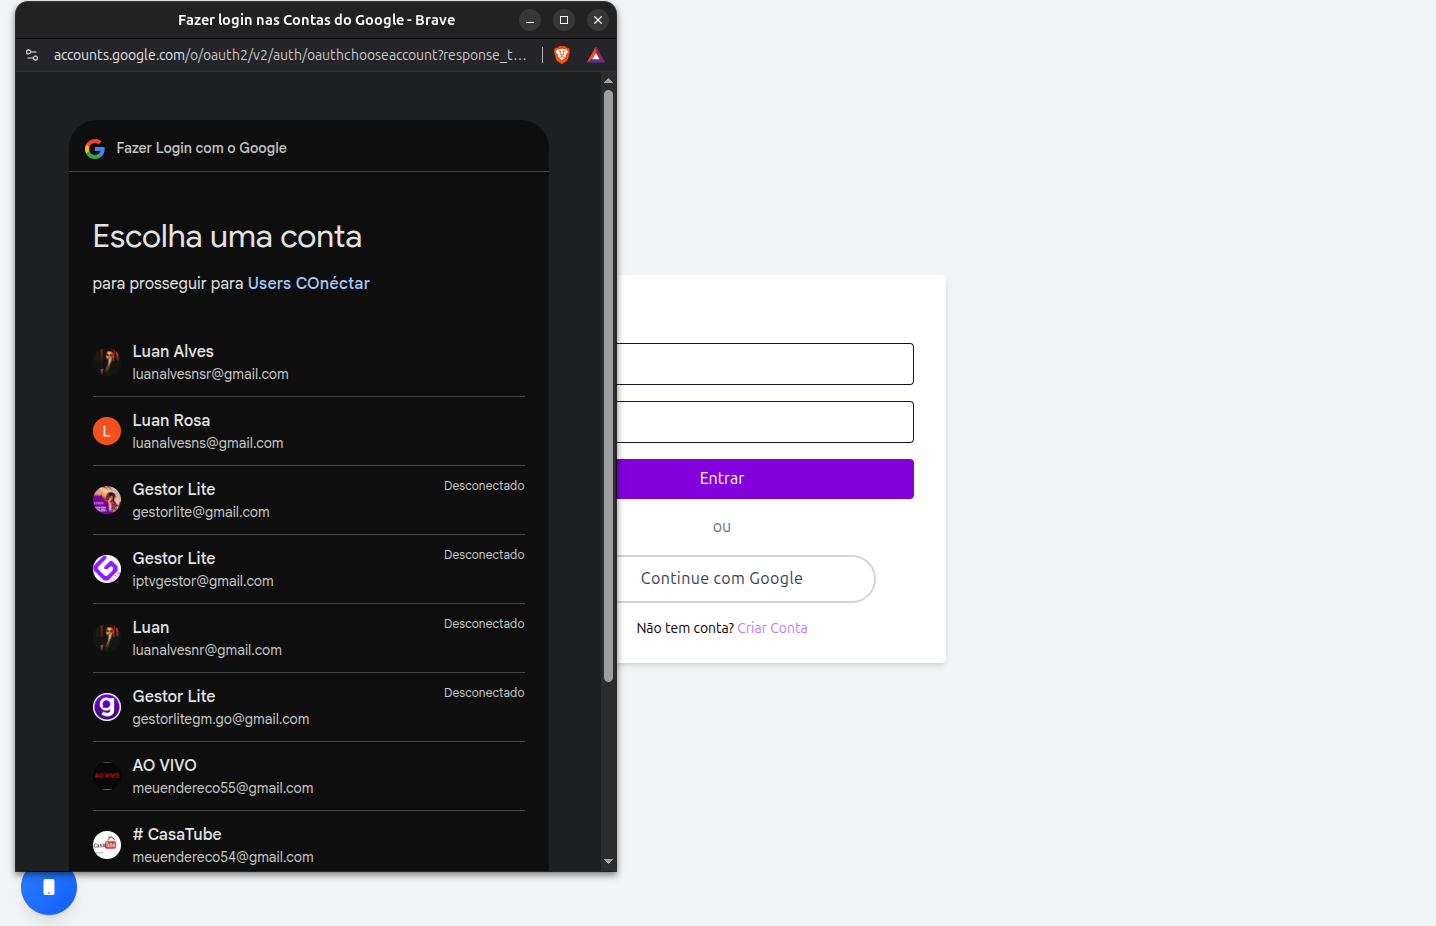 Fazer login nas Contas do Google - Brave
accounts.google.com/o/oauth2/v2/auth/oauthchooseaccount?response_t...
Fazer Login com o Google
Escolha uma conta
para prosseguir para Users COnéctar
Luan Alves
luanalvesnsr@gmail.com
L
Luan Rosa
luanalvesns@gmail.com
Gestor Lite
Desconectado
gestorlite@gmail.com
Gestor Lite
Desconectado
iptvgestor@gmail.com
Luan
Desconectado
luanalvesnr@gmail.com
g
Gestor Lite
Desconectado
gestorlitegm.go@gmail.com
AO VIVO
AO VIVO
meuendereco55@gmail.com
CasaTube
# CasaTube
meuendereco54@gmail.com
Entrar
ou
Continue com Google
Não tem conta? Criar Conta